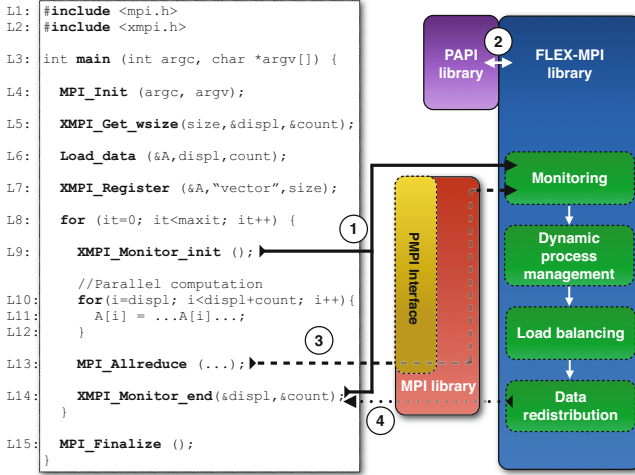 L1: #include <mpi.h>
L2: #include <xmpi.h>
L3: int main (int argc, char *argv[]) {
L4: MPI_Init (argc, argv);
L5: XMPI_Get_wsize(size,&displ,&count);
L6: Load_data (&A,displ,count);
L7: XMPI_Register (&A,“vector”,size);
L8: for (it=0; it<maxit; it++) {
L9: XMPI_Monitor_init ();
//Parallel computation
L10: for(i=displ; i<displ+count; i++){
L11: A[i] = ...A[i]...;
L12: }
L13: MPI_Allreduce (...);
L14: XMPI_Monitor_end(&displ,&count);
}
L15: MPI_Finalize ();
}
1
3
4
PAPI
library
2
FLEX-MPI
library
PMPI Interface
MPI library
Monitoring
Dynamic
process
management
Load balancing
Data
redistribution